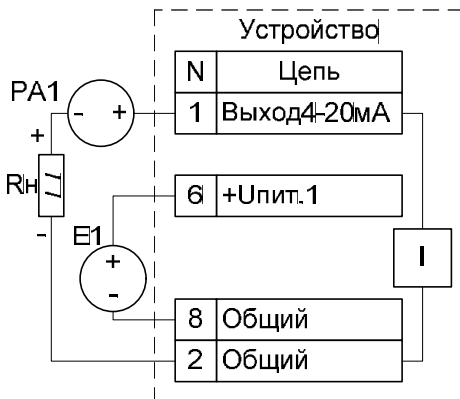 Устройство
N Цепь
PA1
- +
1 Выход4-20мА
+
Rн
6 +Uпит.1
-
E1
+
I
-
8 Общий
2 Общий